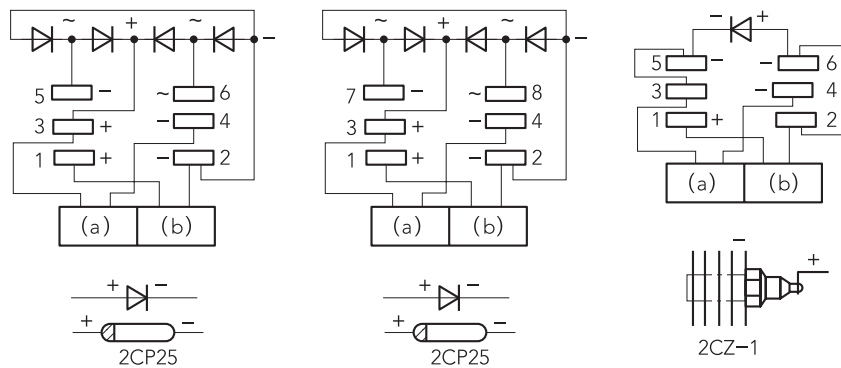 ~ + ~ −
5 − ~ 6
3 + − 4
1 + − 2
(a) (b)
+ −
+ −
2CP25
~ + ~ −
7 − ~ 8
3 + − 4
1 + − 2
(a) (b)
+ −
+ −
2CP25
− +
5 − − 6
3 − 4
1 + 2
(a) (b)
− +
2CZ−1